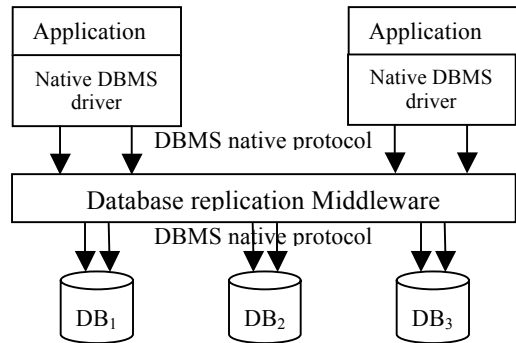 Application
Application
Native DBMS
driver
Native DBMS
driver
DBMS native protocol
Database replication Middleware
DBMS native protocol
DB₁
DB₂
DB₃